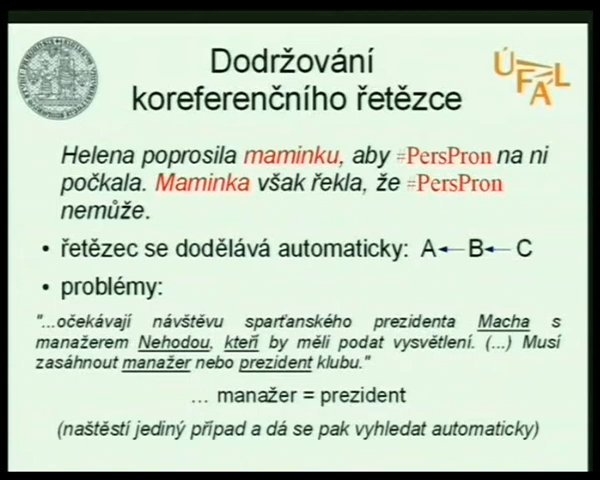 Dodržování
koreferenčního řetězce
ÚFAL
Helena poprosila maminku, aby #PersPron na ni
počkala. Maminka však řekla, že #PersPron
nemůže.
• řetězec se dodělává automaticky: A←B←C
• problémy:
"...očekávají návštěvu sparťanského prezidenta Macha s
manažerem Nehodou, kteří by měli podat vysvětlení. (...) Musí
zasáhnout manažer nebo prezident klubu."
... manažer = prezident
(naštěstí jediný případ a dá se pak vyhledat automaticky)